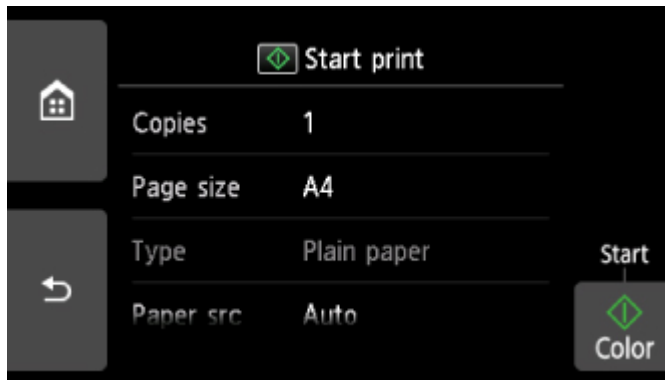 Start print
Copies 1
Page size A4
Type Plain paper
Paper src Auto
Start
Color